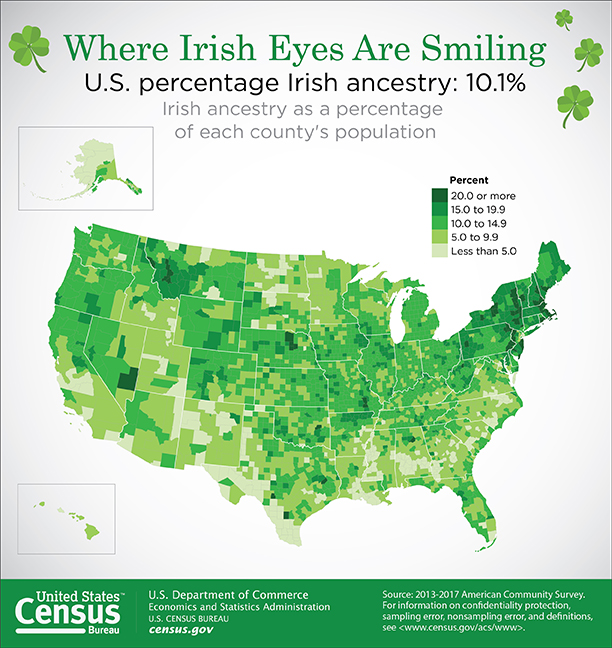 Where Irish Eyes Are Smiling
U.S. percentage Irish ancestry: 10.1%
Irish ancestry as a percentage
of each county's population
Percent
20.0 or more
15.0 to 19.9
10.0 to 14.9
5.0 to 9.9
Less than 5.0
United States™
Census
Bureau
U.S. Department of Commerce
Economics and Statistics Administration
U.S. CENSUS BUREAU
census.gov
Source: 2013-2017 American Community Survey.
For information on confidentiality protection,
sampling error, nonsampling error, and definitions,
see <www.census.gov/acs/www>.